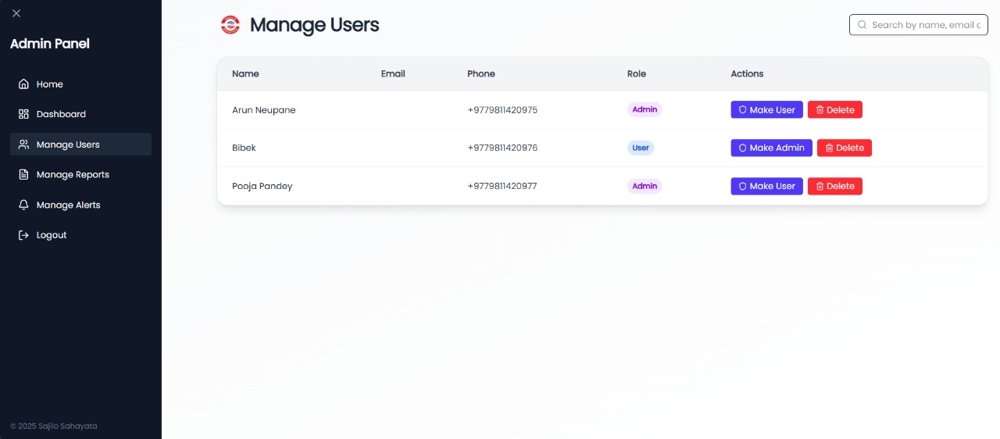 Admin Panel
Home
Dashboard
Manage Users
Manage Reports
Manage Alerts
Logout
© 2025 Sajilo Sahayata
Manage Users
Search by name, email
Name Email Phone Role Actions
Arun Neupane +9779811420975 Admin Make User Delete
Bibek +9779811420976 User Make Admin Delete
Pooja Pandey +9779811420977 Admin Make User Delete